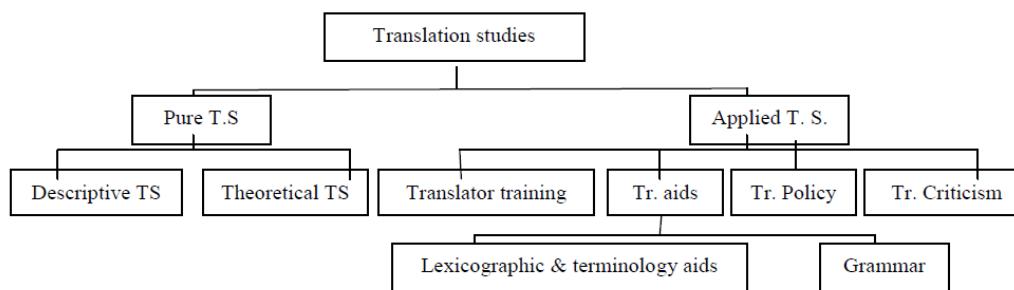 Translation studies
Pure T.S
Applied T. S.
Descriptive TS
Theoretical TS
Translator training
Tr. aids
Tr. Policy
Tr. Criticism
Lexicographic & terminology aids
Grammar